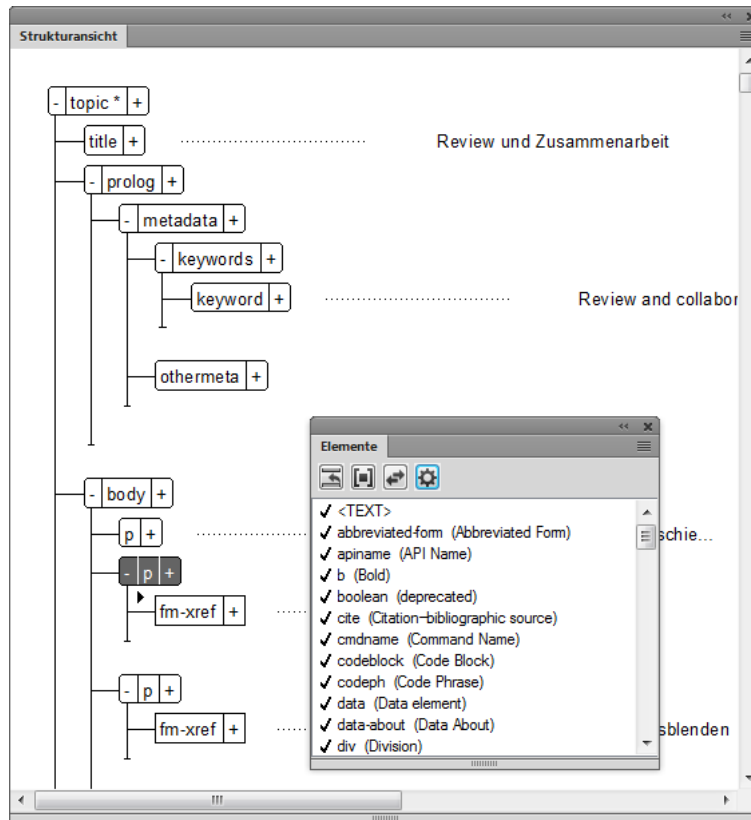 Strukturansicht
- topic * +
title + Review und Zusammenarbeit
- prolog +
- metadata +
- keywords +
keyword + Review and collabor
othermeta +
- body +
p + schie...
- p +
fm-xref +
- p +
fm-xref + sblenden
Elemente
<TEXT>
abbreviated-form (Abbreviated Form)
apiname (API Name)
b (Bold)
boolean (deprecated)
cite (Citation-bibliographic source)
cmdname (Command Name)
codeblock (Code Block)
codeph (Code Phrase)
data (Data element)
data-about (Data About)
div (Division)